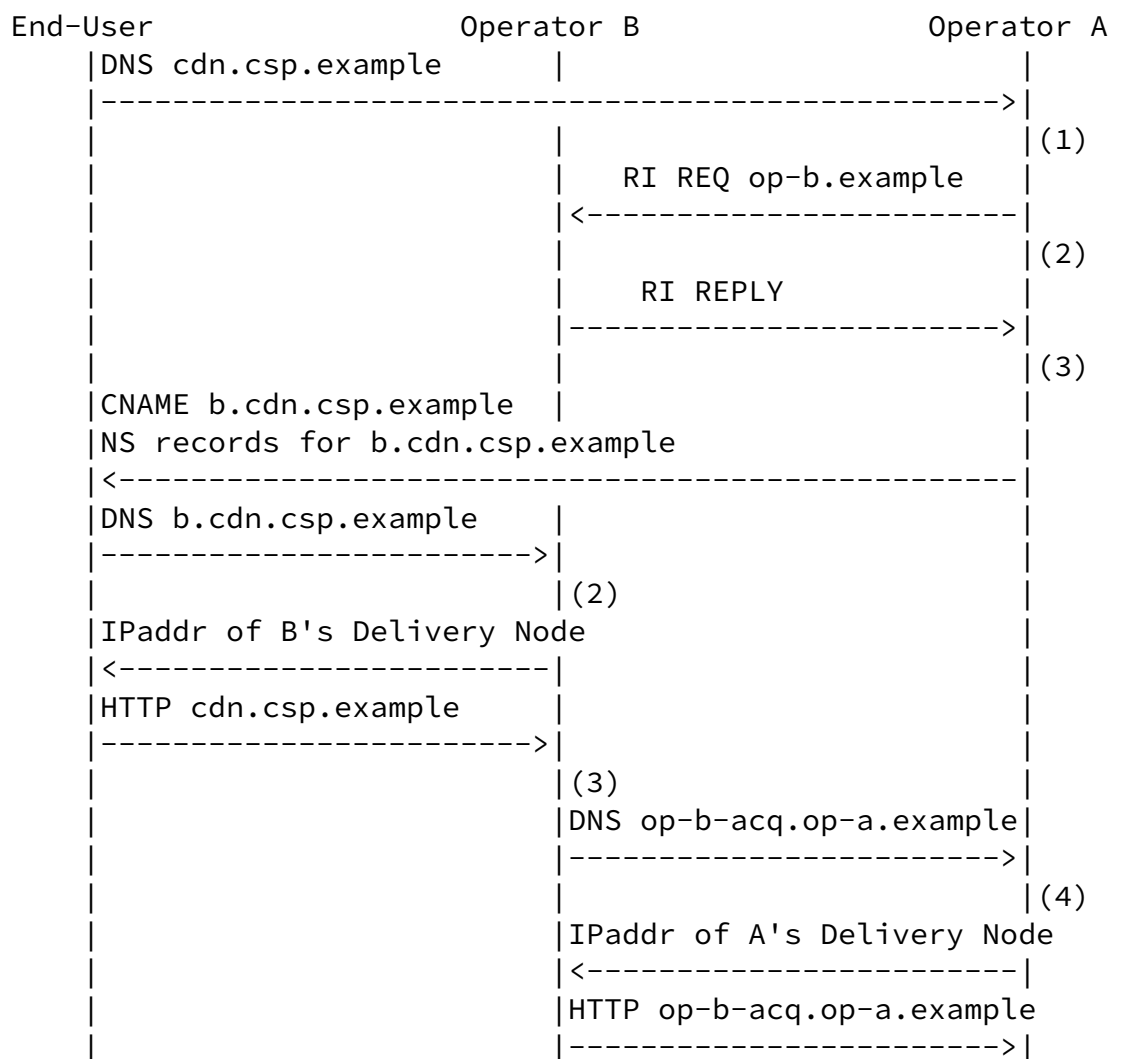 End-User                 Operator B                Operator A
    |DNS cdn.csp.example      |                         |
    |-------------------------------------------------->|
    |                         |                         |(1)
    |                         |   RI REQ op-b.example   |
    |                         |<------------------------|
    |                         |                         |(2)
    |                         |    RI REPLY             |
    |                         |------------------------>|
    |                         |                         |(3)
    |CNAME b.cdn.csp.example  |                         |
    |NS records for b.cdn.csp.example                   |
    |<--------------------------------------------------|
    |DNS b.cdn.csp.example    |                         |
    |------------------------>|                         |
    |                         |(2)                      |
    |IPaddr of B's Delivery Node                        |
    |<------------------------|                         |
    |HTTP cdn.csp.example     |                         |
    |------------------------>|                         |
    |                         |(3)                      |
    |                         |DNS op-b-acq.op-a.example|
    |                         |------------------------>|
    |                         |                         |(4)
    |                         |IPaddr of A's Delivery Node
    |                         |<------------------------|
    |                         |HTTP op-b-acq.op-a.example
    |                         |------------------------>|